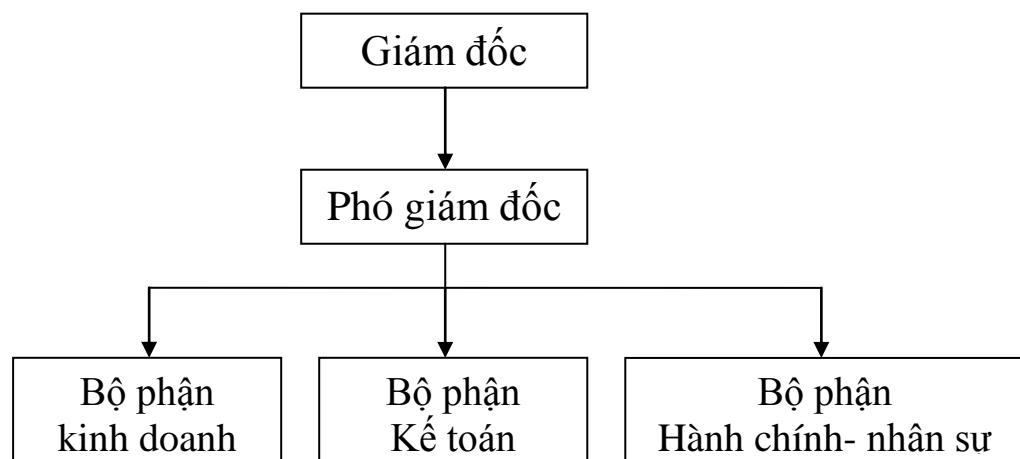 Giám đốc
Phó giám đốc
Bộ phận
kinh doanh
Bộ phận
Kế toán
Bộ phận
Hành chính- nhân sự